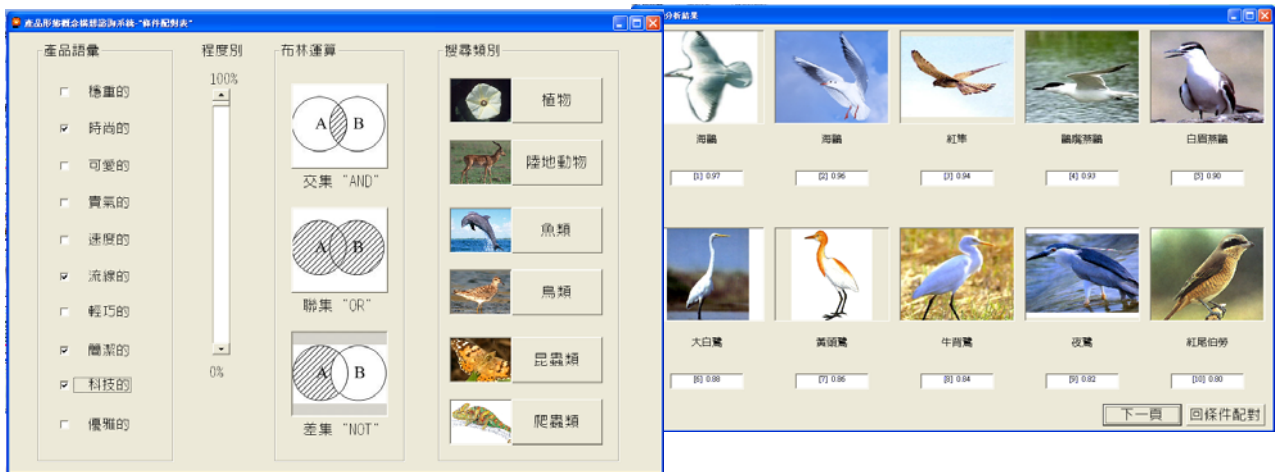 產品形態概念構想諮詢系統-"條件配對表"
產品語彙
穩重的
時尚的
可愛的
貴氣的
速度的
流線的
輕巧的
簡潔的
科技的
優雅的
程度別
100%
0%
布林運算
A B
交集 "AND"
A B
聯集 "OR"
A B
差集 "NOT"
搜尋類別
植物
陸地動物
魚類
鳥類
昆蟲類
爬蟲類
分析結果
海鷗 海鷗 紅隼 鷗嘴燕鷗 白眉燕鷗
[1] 0.97 [2] 0.96 [3] 0.94 [4] 0.93 [5] 0.90
大白鷺 黃頭鷺 牛背鷺 夜鷺 紅尾伯勞
[6] 0.88 [7] 0.86 [8] 0.84 [9] 0.82 [10] 0.80
下一頁 回條件配對